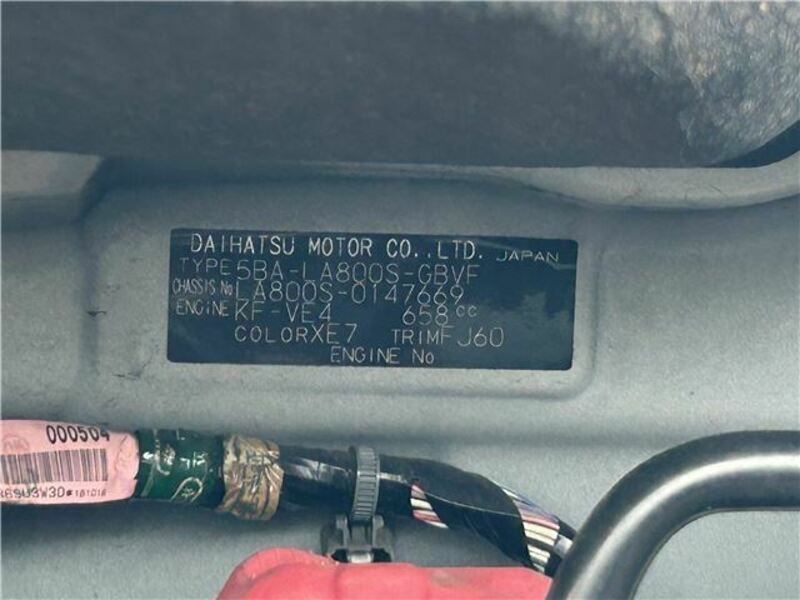 DAIHATSU MOTOR CO.,LTD. JAPAN
TYPE 5BA-LA800S-GBVF
CHASSIS No LA800S-0147669
ENGINE KF-VE4 658cc
COLOR XE7 TRIM FJ60
ENGINE No
000504